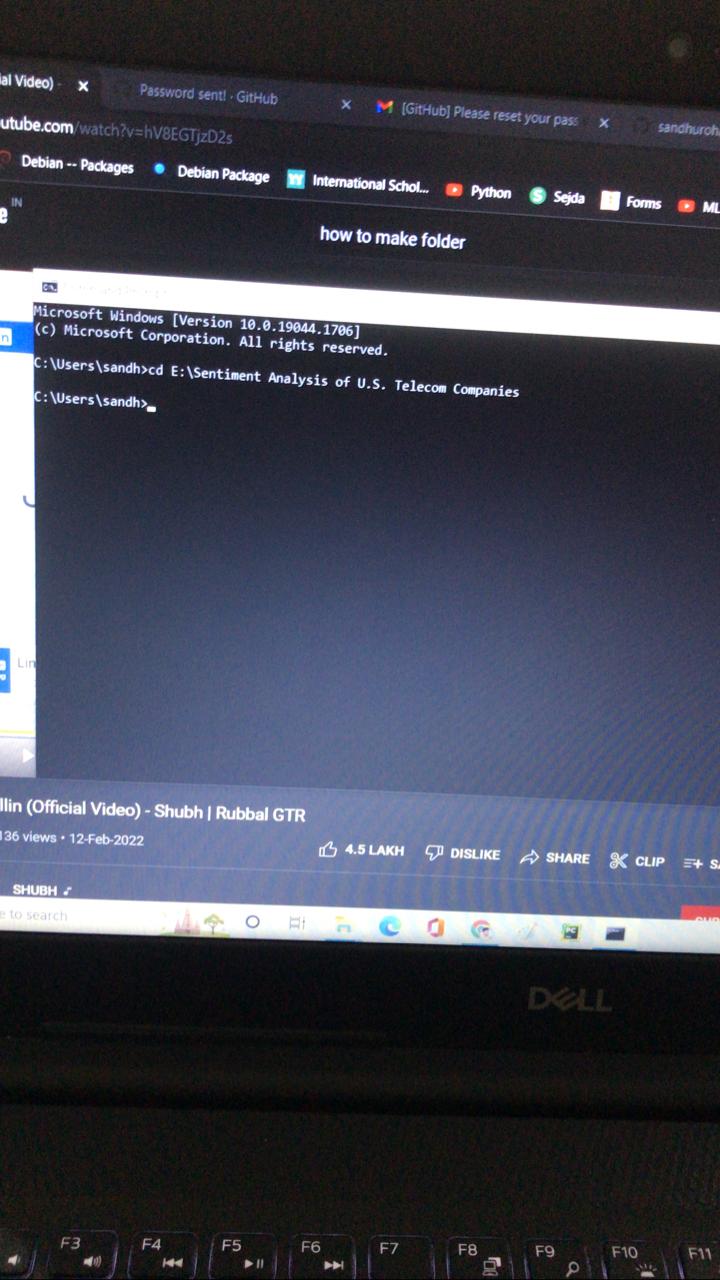 ial Video) -
Password sent! · GitHub
[GitHub] Please reset your pass
sandhuroh
utube.com/watch?v=hV8EGTjzD2s
Debian -- Packages
Debian Package
International Schol...
Python
Sejda
Forms
ML
e IN
how to make folder
Microsoft Windows [Version 10.0.19044.1706]
(c) Microsoft Corporation. All rights reserved.
C:\Users\sandh>cd E:\Sentiment Analysis of U.S. Telecom Companies
C:\Users\sandh>
n
Lin
llin (Official Video) - Shubh | Rubbal GTR
136 views • 12-Feb-2022
4.5 LAKH
DISLIKE
SHARE
CLIP
SHUBH
e to search
DELL
F3
F4
F5
F6
F7
F8
F9
F10
F11